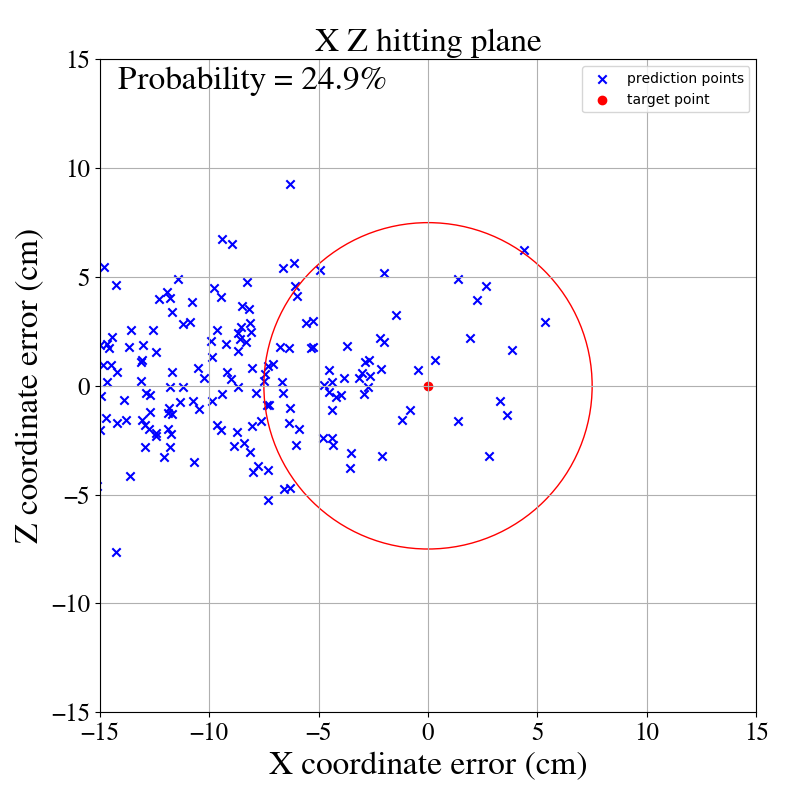 X Z hitting plane
Probability = 24.9%
prediction points
target point
Z coordinate error (cm)
15
10
5
0
−5
−10
−15
−15
−10
−5
0
5
10
15
X coordinate error (cm)